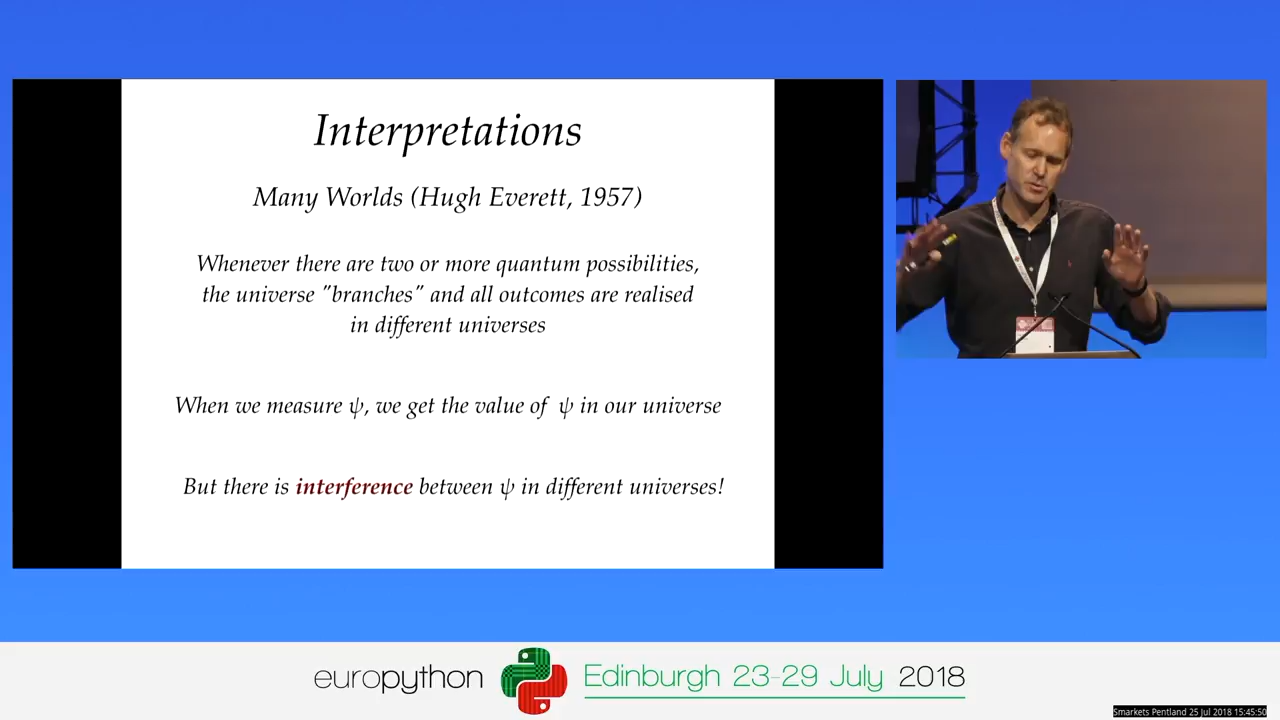 Interpretations
Many Worlds (Hugh Everett, 1957)
Whenever there are two or more quantum possibilities,
the universe "branches" and all outcomes are realised
in different universes
When we measure ψ, we get the value of ψ in our universe
But there is interference between ψ in different universes!
europython
Edinburgh 23-29 July 2018
Smarkets Pentland 25 Jul 2018 15:45:50